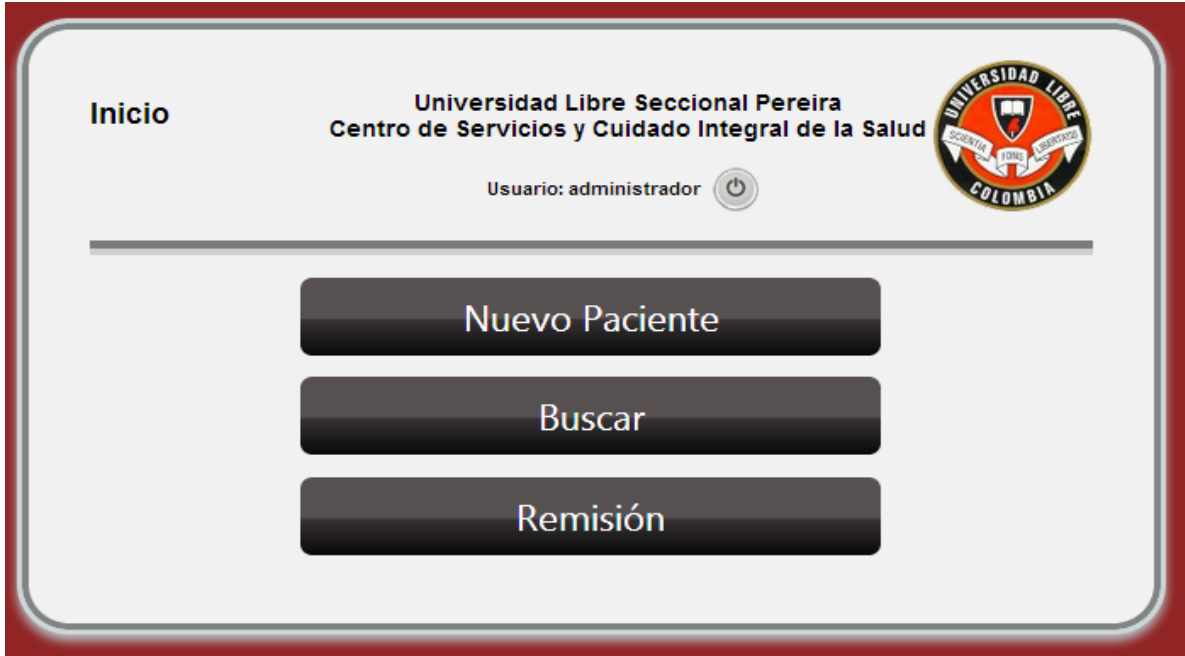 Inicio
Universidad Libre Seccional Pereira
Centro de Servicios y Cuidado Integral de la Salud
Usuario: administrador
UNIVERSIDAD LIBRE
SCIENTIA FONS LIBERTATIS
COLOMBIA
Nuevo Paciente
Buscar
Remisión